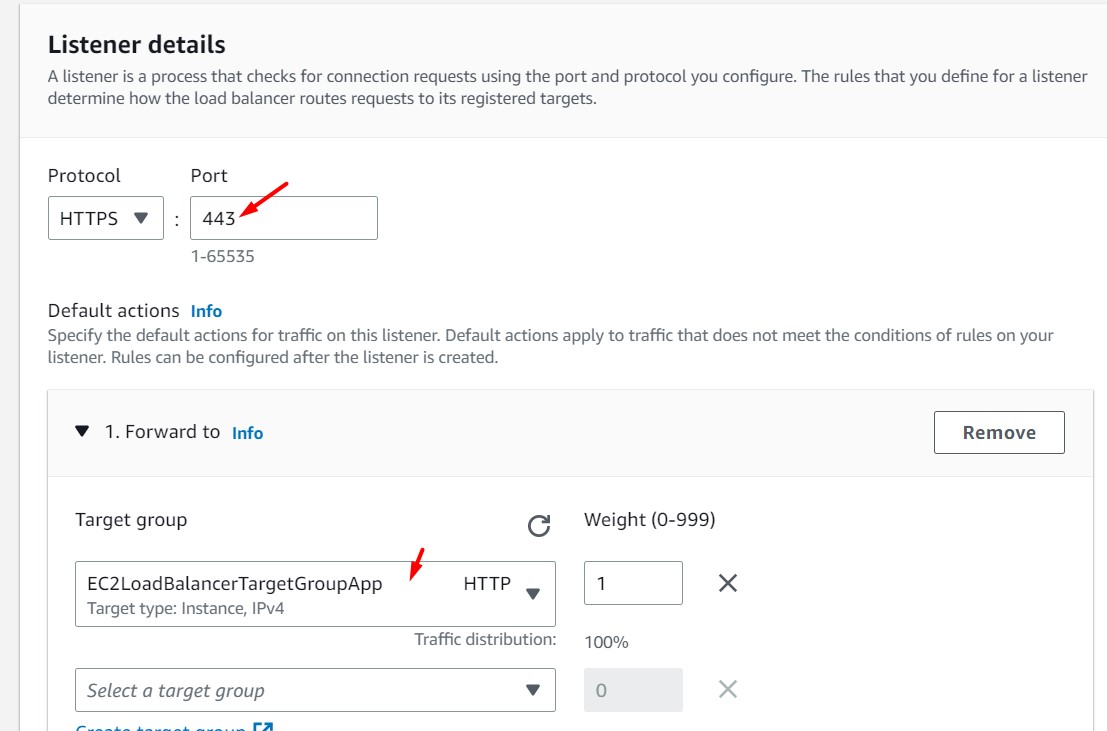 Listener details
A listener is a process that checks for connection requests using the port and protocol you configure. The rules that you define for a listener
determine how the load balancer routes requests to its registered targets.
Protocol
Port
HTTPS
:
443
1-65535
Default actions Info
Specify the default actions for traffic on this listener. Default actions apply to traffic that does not meet the conditions of rules on your
listener. Rules can be configured after the listener is created.
1. Forward to Info
Remove
Target group
Weight (0-999)
EC2LoadBalancerTargetGroupApp
HTTP
Target type: Instance, IPv4
1
Traffic distribution:
100%
Select a target group
0
Create target group